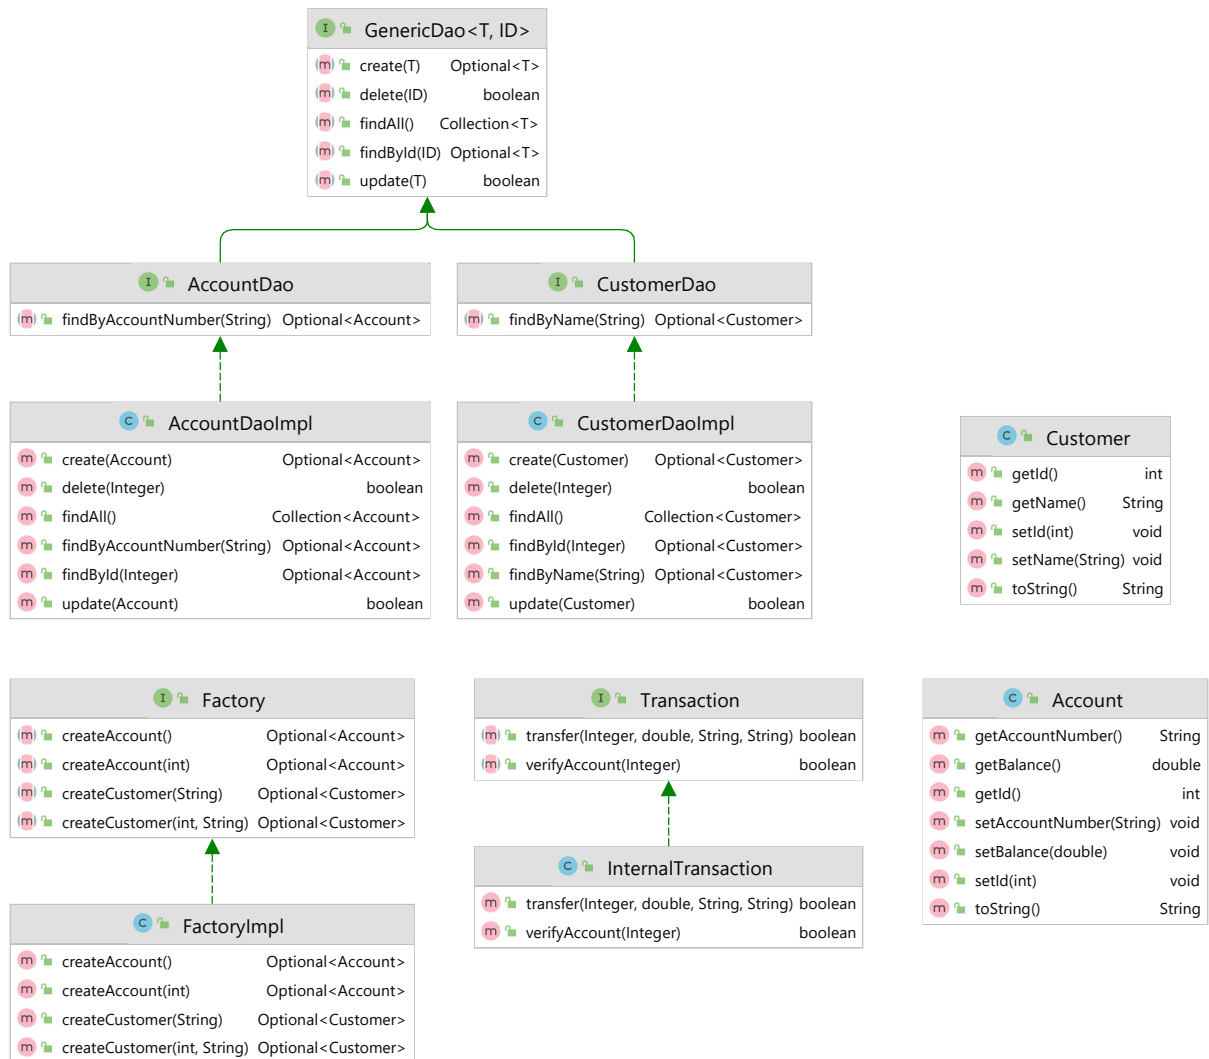 GenericDao<T, ID>
create(T) Optional<T>
delete(ID) boolean
findAll() Collection<T>
findById(ID) Optional<T>
update(T) boolean
AccountDao
findByAccountNumber(String) Optional<Account>
CustomerDao
findByName(String) Optional<Customer>
AccountDaoImpl
create(Account) Optional<Account>
delete(Integer) boolean
findAll() Collection<Account>
findByAccountNumber(String) Optional<Account>
findById(Integer) Optional<Account>
update(Account) boolean
CustomerDaoImpl
create(Customer) Optional<Customer>
delete(Integer) boolean
findAll() Collection<Customer>
findById(Integer) Optional<Customer>
findByName(String) Optional<Customer>
update(Customer) boolean
Customer
getId() int
getName() String
setId(int) void
setName(String) void
toString() String
Factory
createAccount() Optional<Account>
createAccount(int) Optional<Account>
createCustomer(String) Optional<Customer>
createCustomer(int, String) Optional<Customer>
FactoryImpl
createAccount() Optional<Account>
createAccount(int) Optional<Account>
createCustomer(String) Optional<Customer>
createCustomer(int, String) Optional<Customer>
Transaction
transfer(Integer, double, String, String) boolean
verifyAccount(Integer) boolean
InternalTransaction
transfer(Integer, double, String, String) boolean
verifyAccount(Integer) boolean
Account
getAccountNumber() String
getBalance() double
getId() int
setAccountNumber(String) void
setBalance(double) void
setId(int) void
toString() String